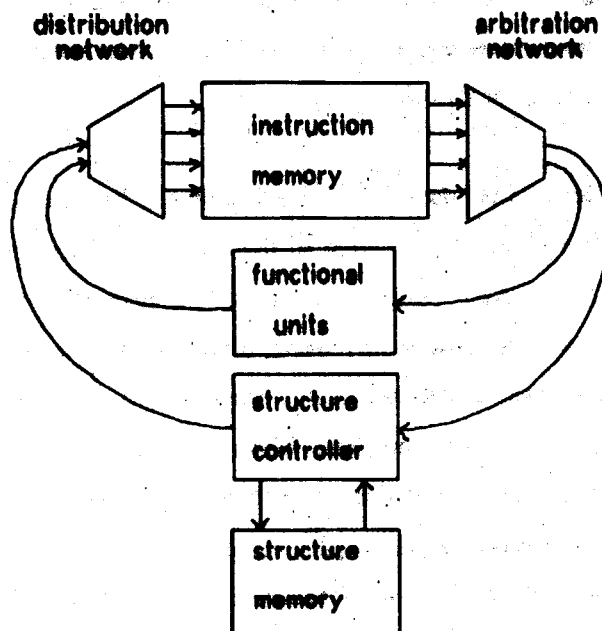 distribution
network
arbitration
network
instruction
memory
functional
units
structure
controller
structure
memory